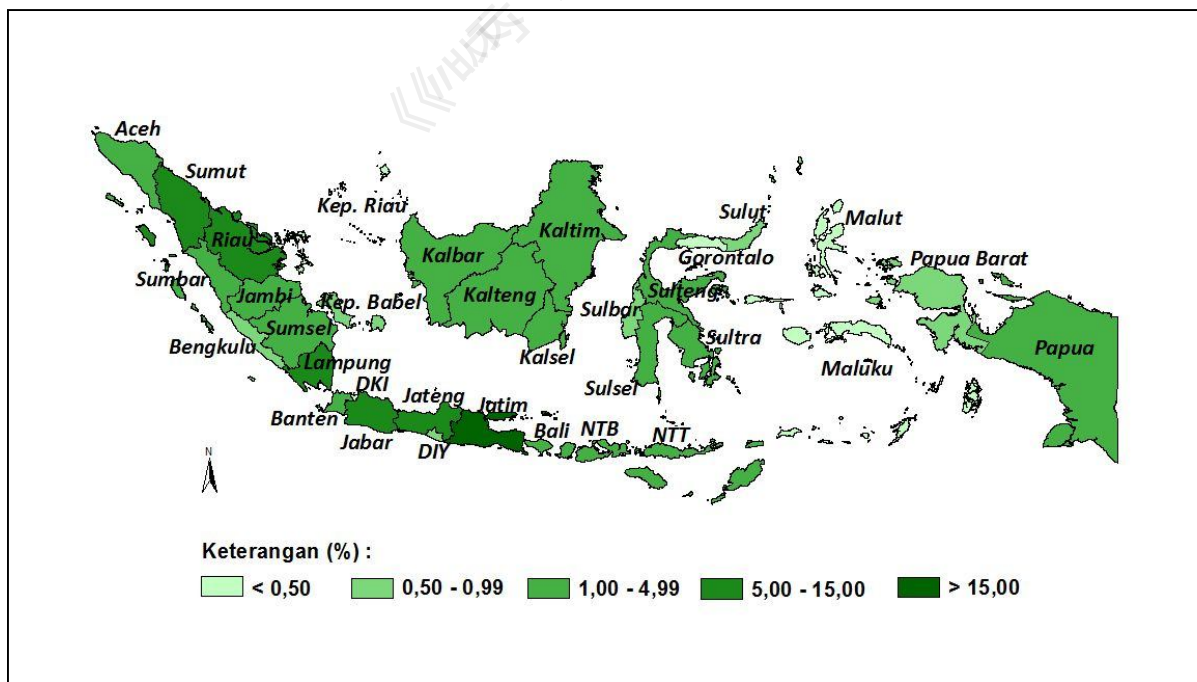 Aceh
Sumut
Kep. Riau
Riau
Sumbar
Jambi
Kep. Babel
Sumsel
Bengkulu
Lampung
DKI
Banten
Jabar
Jateng
DIY
Jatim
Bali
NTB
NTT
Kalbar
Kalteng
Kaltim
Kalsel
Sulut
Gorontalo
Sulteng
Sulbar
Sultra
Sulsel
Malut
Maluku
Papua Barat
Papua
N
Keterangan (%) :
< 0,50
0,50 - 0,99
1,00 - 4,99
5,00 - 15,00
> 15,00